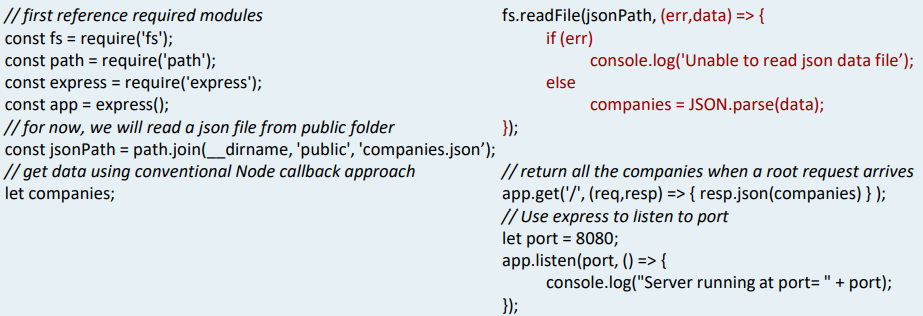 // first reference required modules
const fs = require('fs');
const path = require('path');
const express = require('express');
const app = express();
// for now, we will read a json file from public folder
const jsonPath = path.join(__dirname, 'public', 'companies.json’);
// get data using conventional Node callback approach
let companies;
fs.readFile(jsonPath, (err,data) => {
if (err)
console.log('Unable to read json data file’);
else
companies = JSON.parse(data);
});
// return all the companies when a root request arrives
app.get('/', (req,resp) => { resp.json(companies) } );
// Use express to listen to port
let port = 8080;
app.listen(port, () => {
console.log("Server running at port= " + port);
});